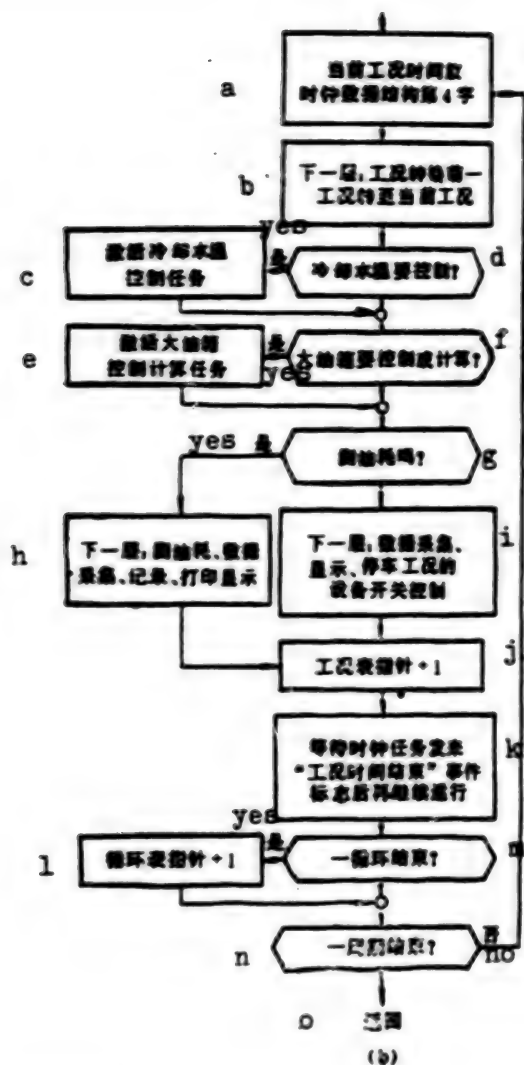 a
当前工况时间放
时钟数据结构第4字
b
下一层:工况转换前一
工况转至当前工况
yes
c
激活冷却水温
控制任务
是
冷却水温要控制?
d
e
激活大油箱
控制计算任务
是
yes
大油箱要控制或计算?
f
yes 是
测油耗吗?
g
h
下一层:测油耗、数据
采集、记录、打印显示
下一层:数据采集、
显示、停车工况的
设备开关控制
i
工况表指针+1
j
等待时钟任务发来
“工况时间结束”事件
标志后再继续运行
k
yes
l
循环表指针+1
是
一循环结束?
m
n
结束?
否
no
o
返回
(b)